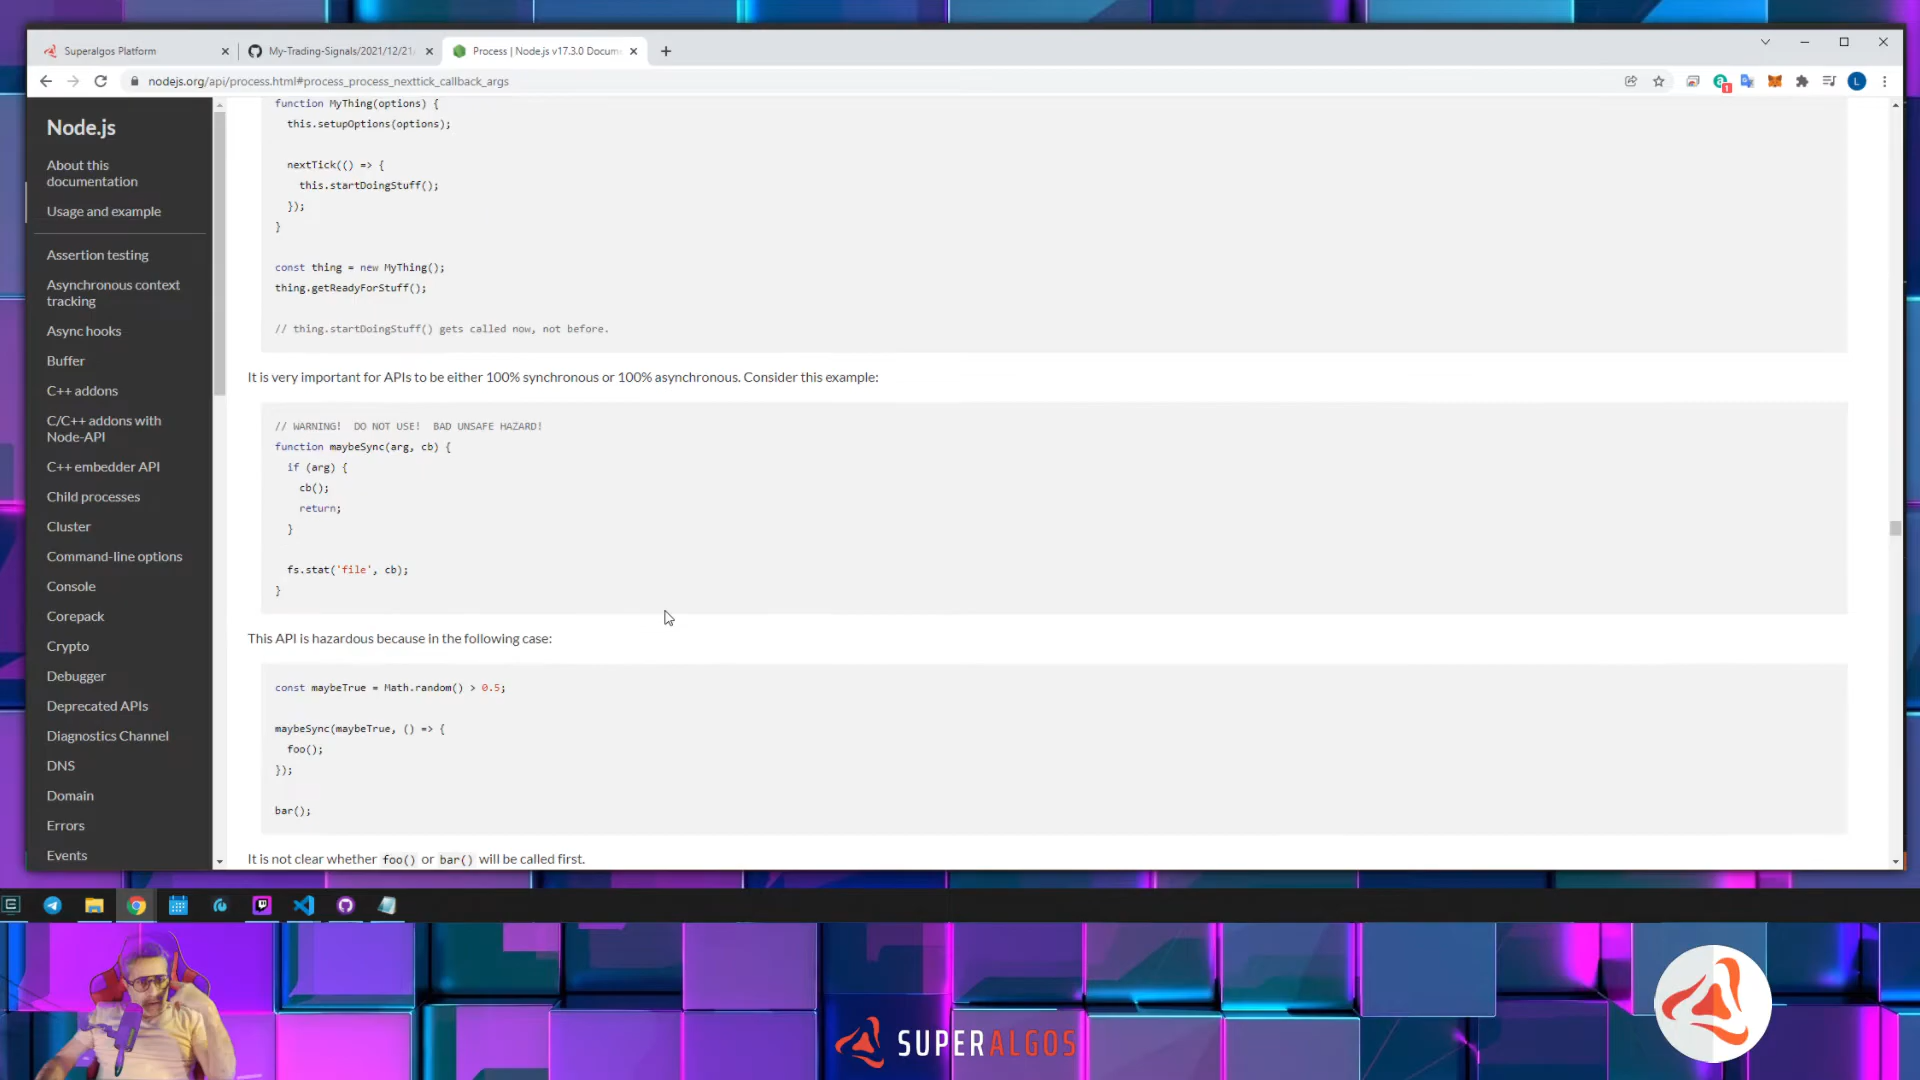 Superalgos Platform
My-Trading-Signals/2021/12/21
Process | Node.js v17.3.0 Docum
nodejs.org/api/process.html#process_process_nexttick_callback_args
1
L
Node.js
About this
documentation
Usage and example
Assertion testing
Asynchronous context
tracking
Async hooks
Buffer
C++ addons
C/C++ addons with
Node-API
C++ embedder API
Child processes
Cluster
Command-line options
Console
Corepack
Crypto
Debugger
Deprecated APIs
Diagnostics Channel
DNS
Domain
Errors
Events
function MyThing(options) {
this.setupOptions(options);
nextTick(() => {
this.startDoingStuff();
});
}
const thing = new MyThing();
thing.getReadyForStuff();
// thing.startDoingStuff() gets called now, not before.
It is very important for APIs to be either 100% synchronous or 100% asynchronous. Consider this example:
// WARNING!  DO NOT USE!  BAD UNSAFE HAZARD!
function maybeSync(arg, cb) {
if (arg) {
cb();
return;
}
fs.stat('file', cb);
}
This API is hazardous because in the following case:
const maybeTrue = Math.random() > 0.5;
maybeSync(maybeTrue, () => {
foo();
});
bar();
It is not clear whether foo() or bar() will be called first.
SUPERALGOS